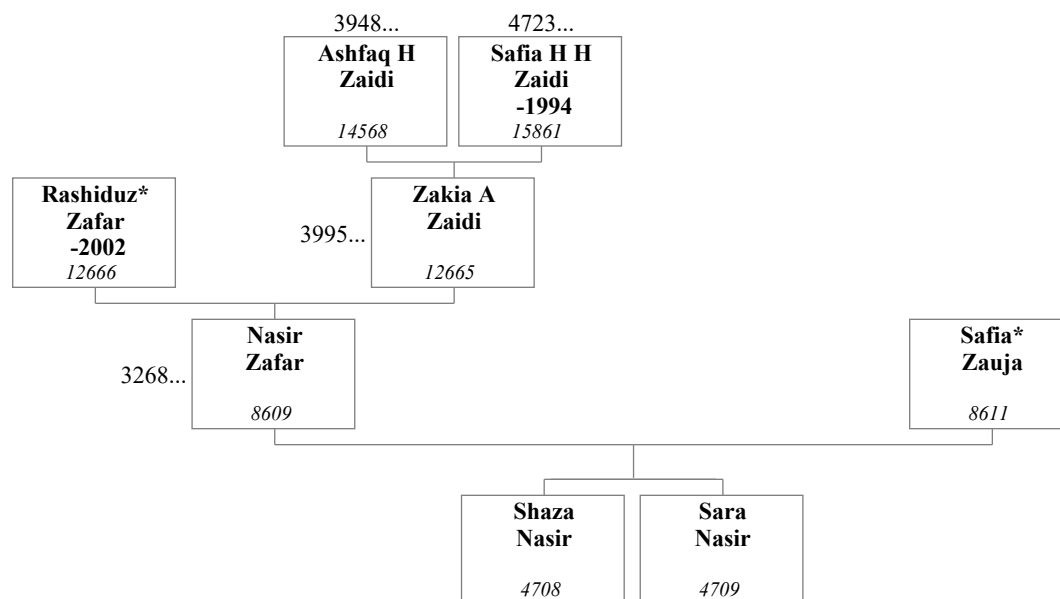 3948...
4723...
Ashfaq H
Zaidi
14568
Safia H H
Zaidi
-1994
15861
Rashiduz*
Zafar
-2002
12666
3995...
Zakia A
Zaidi
12665
3268...
Nasir
Zafar
8609
Safia*
Zauja
8611
Shaza
Nasir
4708
Sara
Nasir
4709